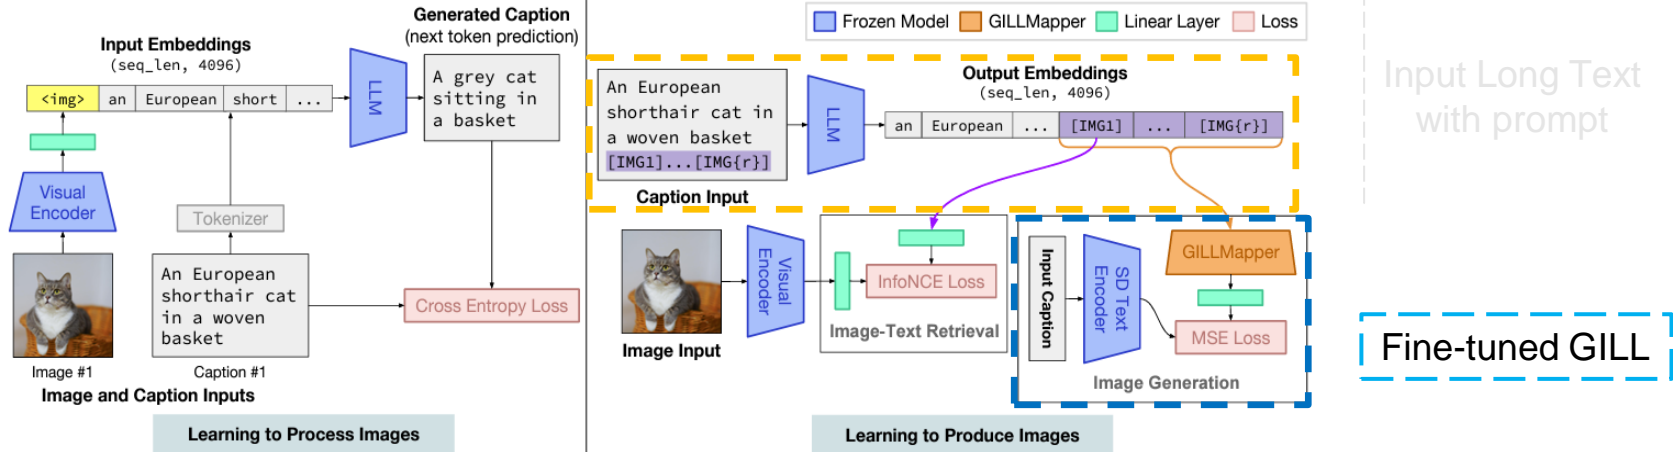 Input Embeddings
(seq_len, 4096)
<img> an European short ...
LLM
Generated Caption
(next token prediction)
A grey cat
sitting in
a basket
Visual
Encoder
Tokenizer
An European
shorthair cat
in a woven
basket
Cross Entropy Loss
Image #1
Caption #1
Image and Caption Inputs
Learning to Process Images
Frozen Model
GILLMapper
Linear Layer
Loss
An European
shorthair cat in
a woven basket
[IMG1]...[IMG{r}]
Caption Input
LLM
Output Embeddings
(seq_len, 4096)
an European ... [IMG1] ... [IMG{r}]
Image Input
Visual
Encoder
InfoNCE Loss
Image-Text Retrieval
Input Caption
SD Text
Encoder
GILLMapper
MSE Loss
Image Generation
Learning to Produce Images
Input Long Text
with prompt
Fine-tuned GILL